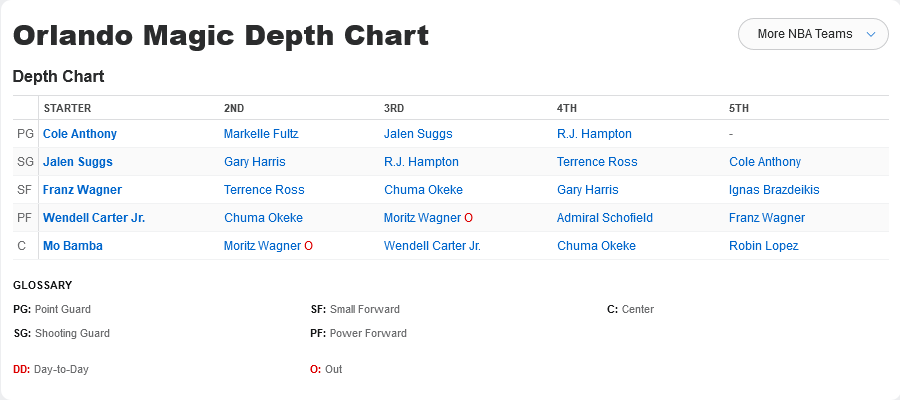 Orlando Magic Depth Chart
More NBA Teams
Depth Chart
STARTER 2ND 3RD 4TH 5TH
PG Cole Anthony Markelle Fultz Jalen Suggs R.J. Hampton -
SG Jalen Suggs Gary Harris R.J. Hampton Terrence Ross Cole Anthony
SF Franz Wagner Terrence Ross Chuma Okeke Gary Harris Ignas Brazdeikis
PF Wendell Carter Jr. Chuma Okeke Moritz Wagner O Admiral Schofield Franz Wagner
C Mo Bamba Moritz Wagner O Wendell Carter Jr. Chuma Okeke Robin Lopez
GLOSSARY
PG: Point Guard SF: Small Forward C: Center
SG: Shooting Guard PF: Power Forward
DD: Day-to-Day O: Out